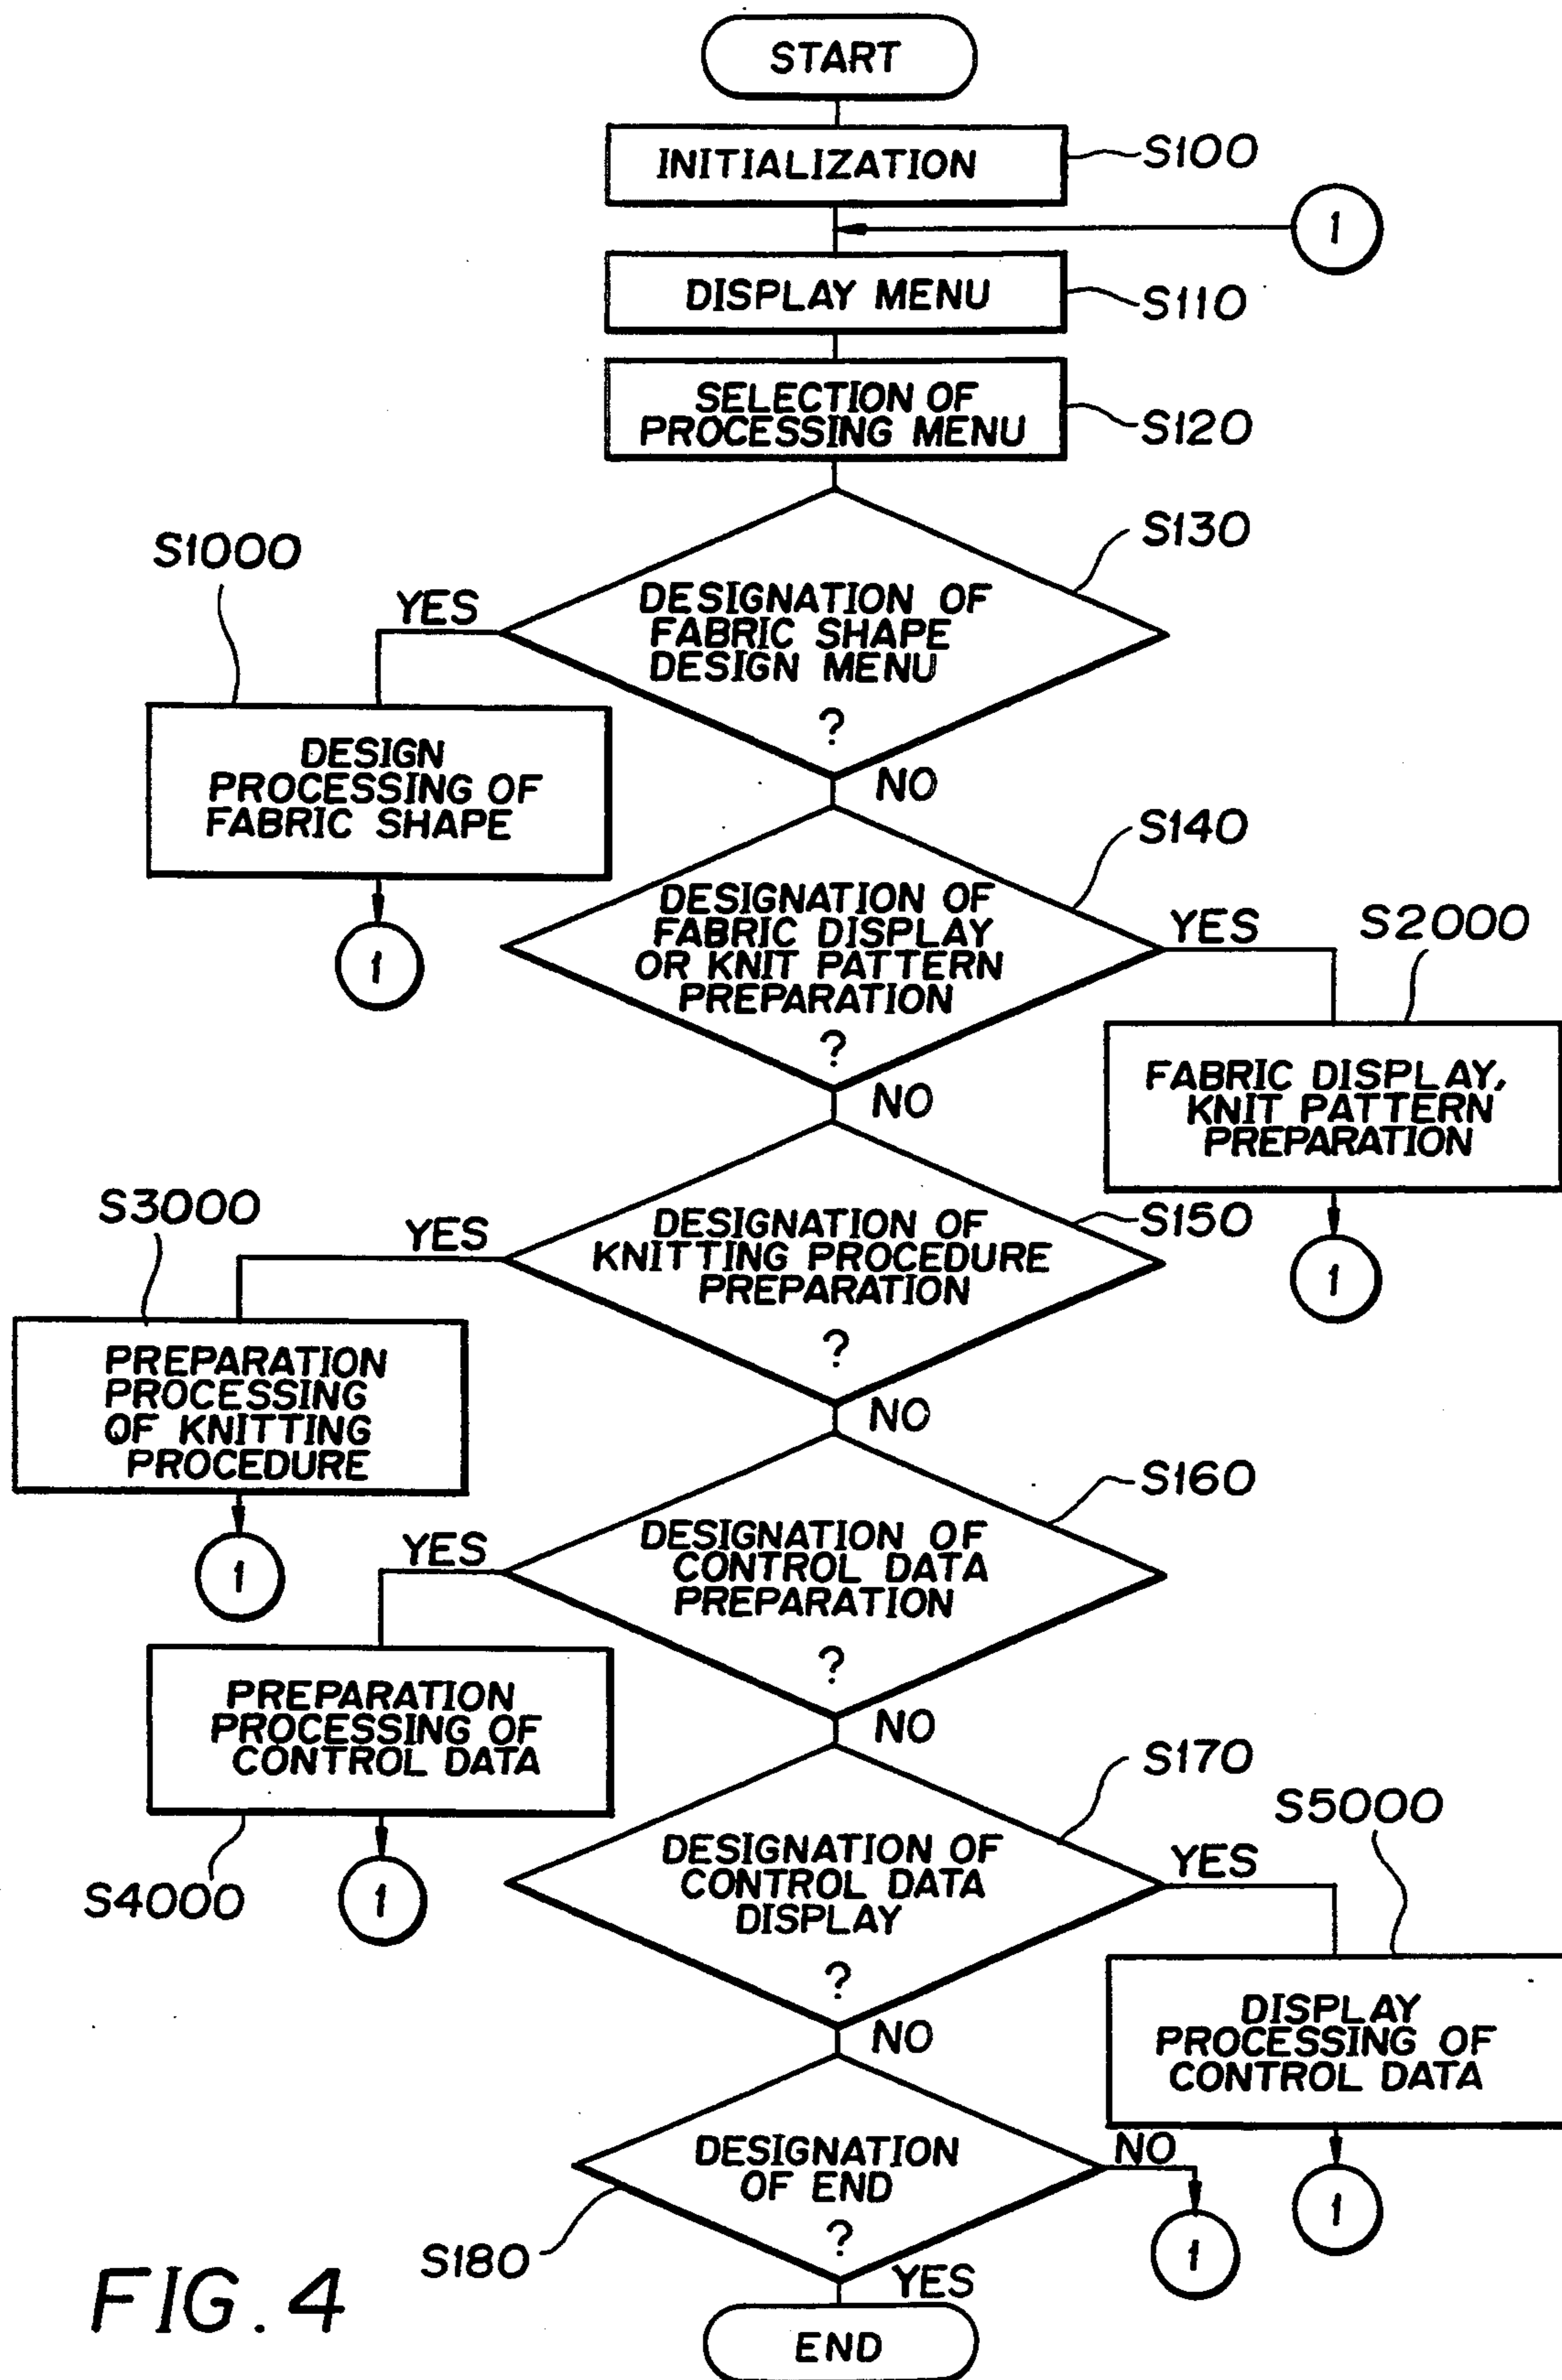 START
INITIALIZATION
S100
1
DISPLAY MENU
S110
SELECTION OF
PROCESSING MENU
S120
S130
S1000
YES
DESIGNATION OF
FABRIC SHAPE
DESIGN MENU
?
NO
DESIGN
PROCESSING OF
FABRIC SHAPE
1
S140
DESIGNATION OF
FABRIC DISPLAY
OR KNIT PATTERN
PREPARATION
?
YES
S2000
NO
FABRIC DISPLAY,
KNIT PATTERN
PREPARATION
1
S150
S3000
YES
DESIGNATION OF
KNITTING PROCEDURE
PREPARATION
?
NO
PREPARATION
PROCESSING
OF KNITTING
PROCEDURE
1
S160
YES
DESIGNATION OF
CONTROL DATA
PREPARATION
?
NO
PREPARATION
PROCESSING OF
CONTROL DATA
S4000
1
S170
DESIGNATION OF
CONTROL DATA
DISPLAY
?
YES
S5000
NO
DISPLAY
PROCESSING OF
CONTROL DATA
1
DESIGNATION
OF END
?
NO
1
S180
YES
END
FIG. 4